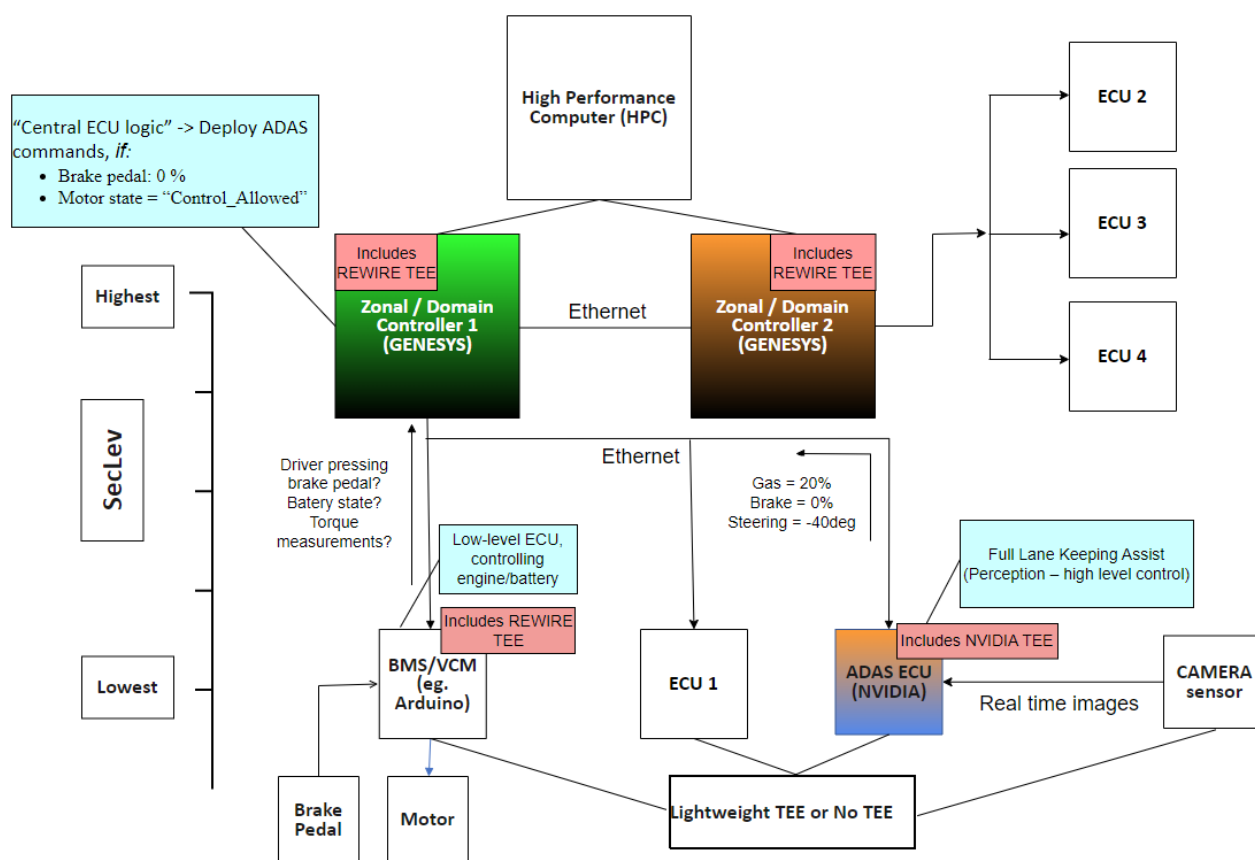 High Performance
Computer (HPC)
ECU 2
“Central ECU logic” -> Deploy ADAS
commands, if:
• Brake pedal: 0 %
• Motor state = “Control_Allowed”
ECU 3
Includes
REWIRE TEE
Includes
REWIRE TEE
Highest
Zonal / Domain
Controller 1
(GENESYS)
Ethernet
Zonal / Domain
Controller 2
(GENESYS)
ECU 4
SecLev
Driver pressing
brake pedal?
Batery state?
Torque
measurements?
Ethernet
Gas = 20%
Brake = 0%
Steering = -40deg
Low-level ECU,
controlling
engine/battery
Full Lane Keeping Assist
(Perception – high level control)
Includes REWIRE
TEE
Includes NVIDIA TEE
Lowest
BMS/VCM
(eg.
Arduino)
ECU 1
ADAS ECU
(NVIDIA)
Real time images
CAMERA
sensor
Brake
Pedal
Motor
Lightweight TEE or No TEE